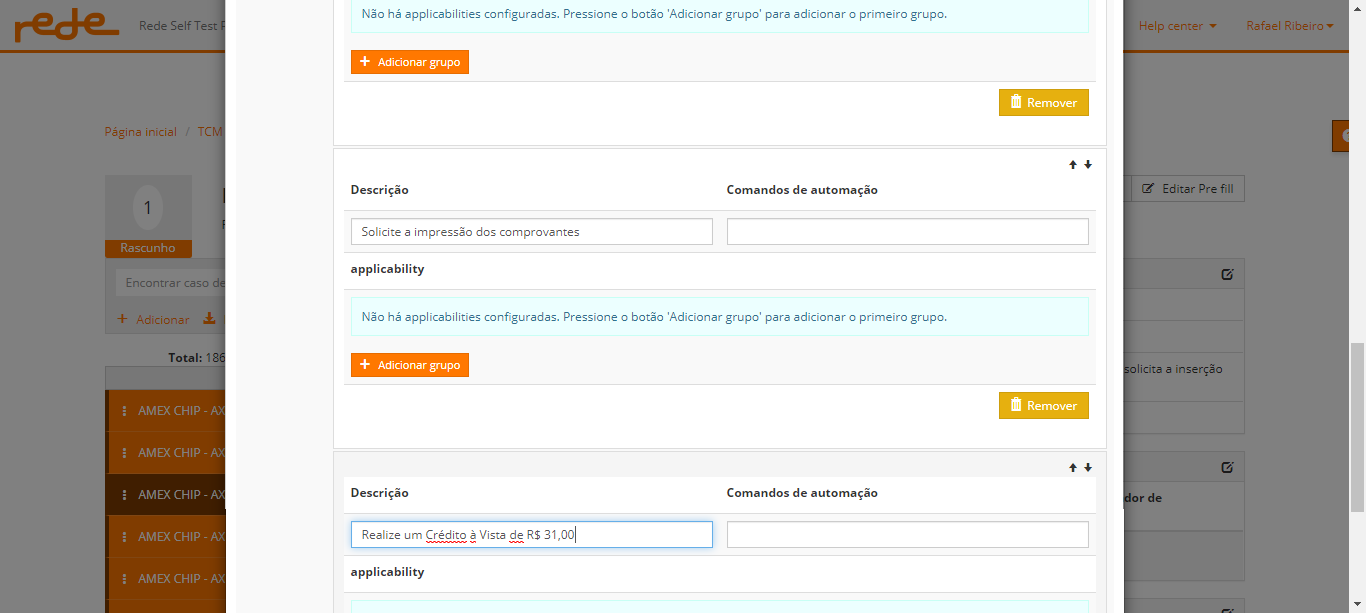 rede
Rede Self Test
Help center
Rafael Ribeiro
Não há applicabilities configuradas. Pressione o botão 'Adicionar grupo' para adicionar o primeiro grupo.
+ Adicionar grupo
Remover
Página inicial / TCM
1
Rascunho
Editar Pre fill
Descrição
Comandos de automação
Solicite a impressão dos comprovantes
applicability
Encontrar caso de
+ Adicionar
Não há applicabilities configuradas. Pressione o botão 'Adicionar grupo' para adicionar o primeiro grupo.
+ Adicionar grupo
Total: 186
solicita a inserção
Remover
AMEX CHIP - AX
AMEX CHIP - AX
AMEX CHIP - AX
AMEX CHIP - AX
AMEX CHIP - AX
Descrição
Comandos de automação
dor de
Realize um Crédito à Vista de R$ 31,00
applicability